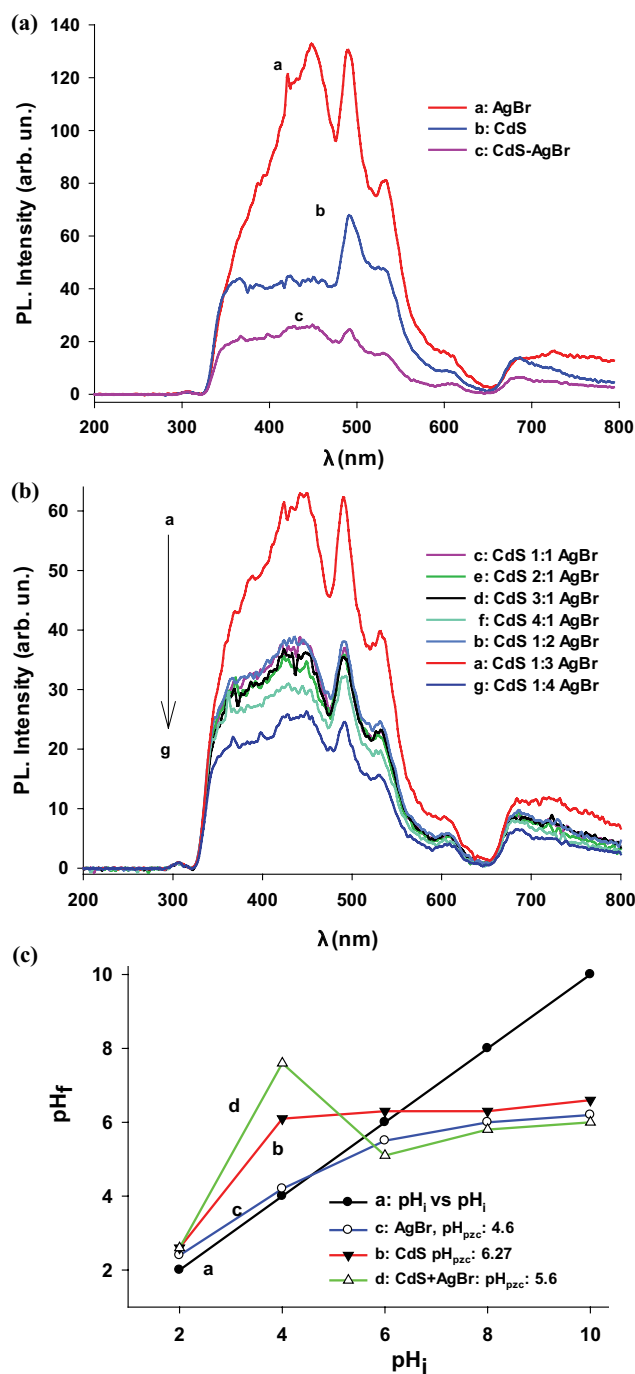 (a)
140
120
100
80
60
40
20
0
PL. Intensity (arb. un.)
a
b
c
a: AgBr
b: CdS
c: CdS-AgBr
200 300 400 500 600 700 800
λ (nm)
(b)
60
50
40
30
20
10
0
PL. Intensity (arb. un.)
a
g
c: CdS 1:1 AgBr
e: CdS 2:1 AgBr
d: CdS 3:1 AgBr
f: CdS 4:1 AgBr
b: CdS 1:2 AgBr
a: CdS 1:3 AgBr
g: CdS 1:4 AgBr
200 300 400 500 600 700 800
λ (nm)
(c)
10
8
6
4
2
pHf
d
b
c
a
a: pHi vs pHi
c: AgBr, pHpzc: 4.6
b: CdS pHpzc: 6.27
d: CdS+AgBr: pHpzc: 5.6
2 4 6 8 10
pHi